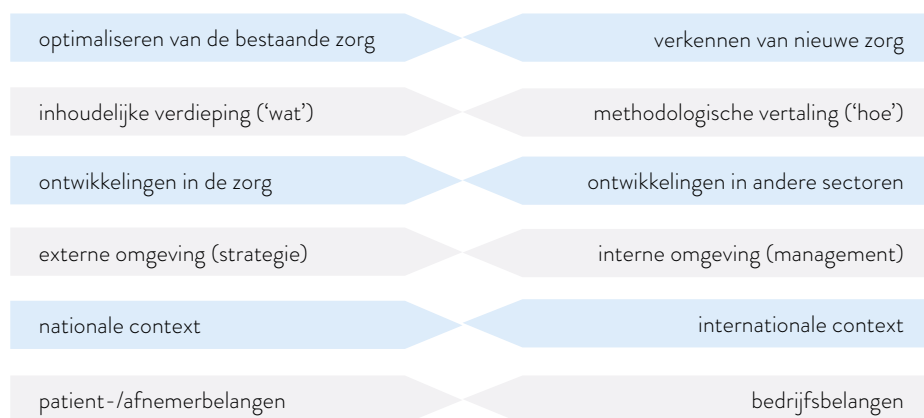 optimaliseren van de bestaande zorg verkennen van nieuwe zorg
inhoudelijke verdieping (‘wat’) methodologische vertaling (‘hoe’)
ontwikkelingen in de zorg ontwikkelingen in andere sectoren
externe omgeving (strategie) interne omgeving (management)
nationale context internationale context
patient-/afnemerbelangen bedrijfsbelangen